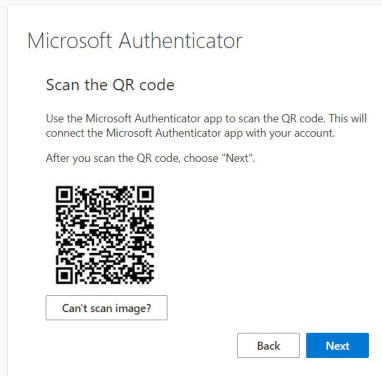 Microsoft Authenticator
Scan the QR code
Use the Microsoft Authenticator app to scan the QR code. This will
connect the Microsoft Authenticator app with your account.
After you scan the QR code, choose "Next".
Can't scan image?
Back
Next